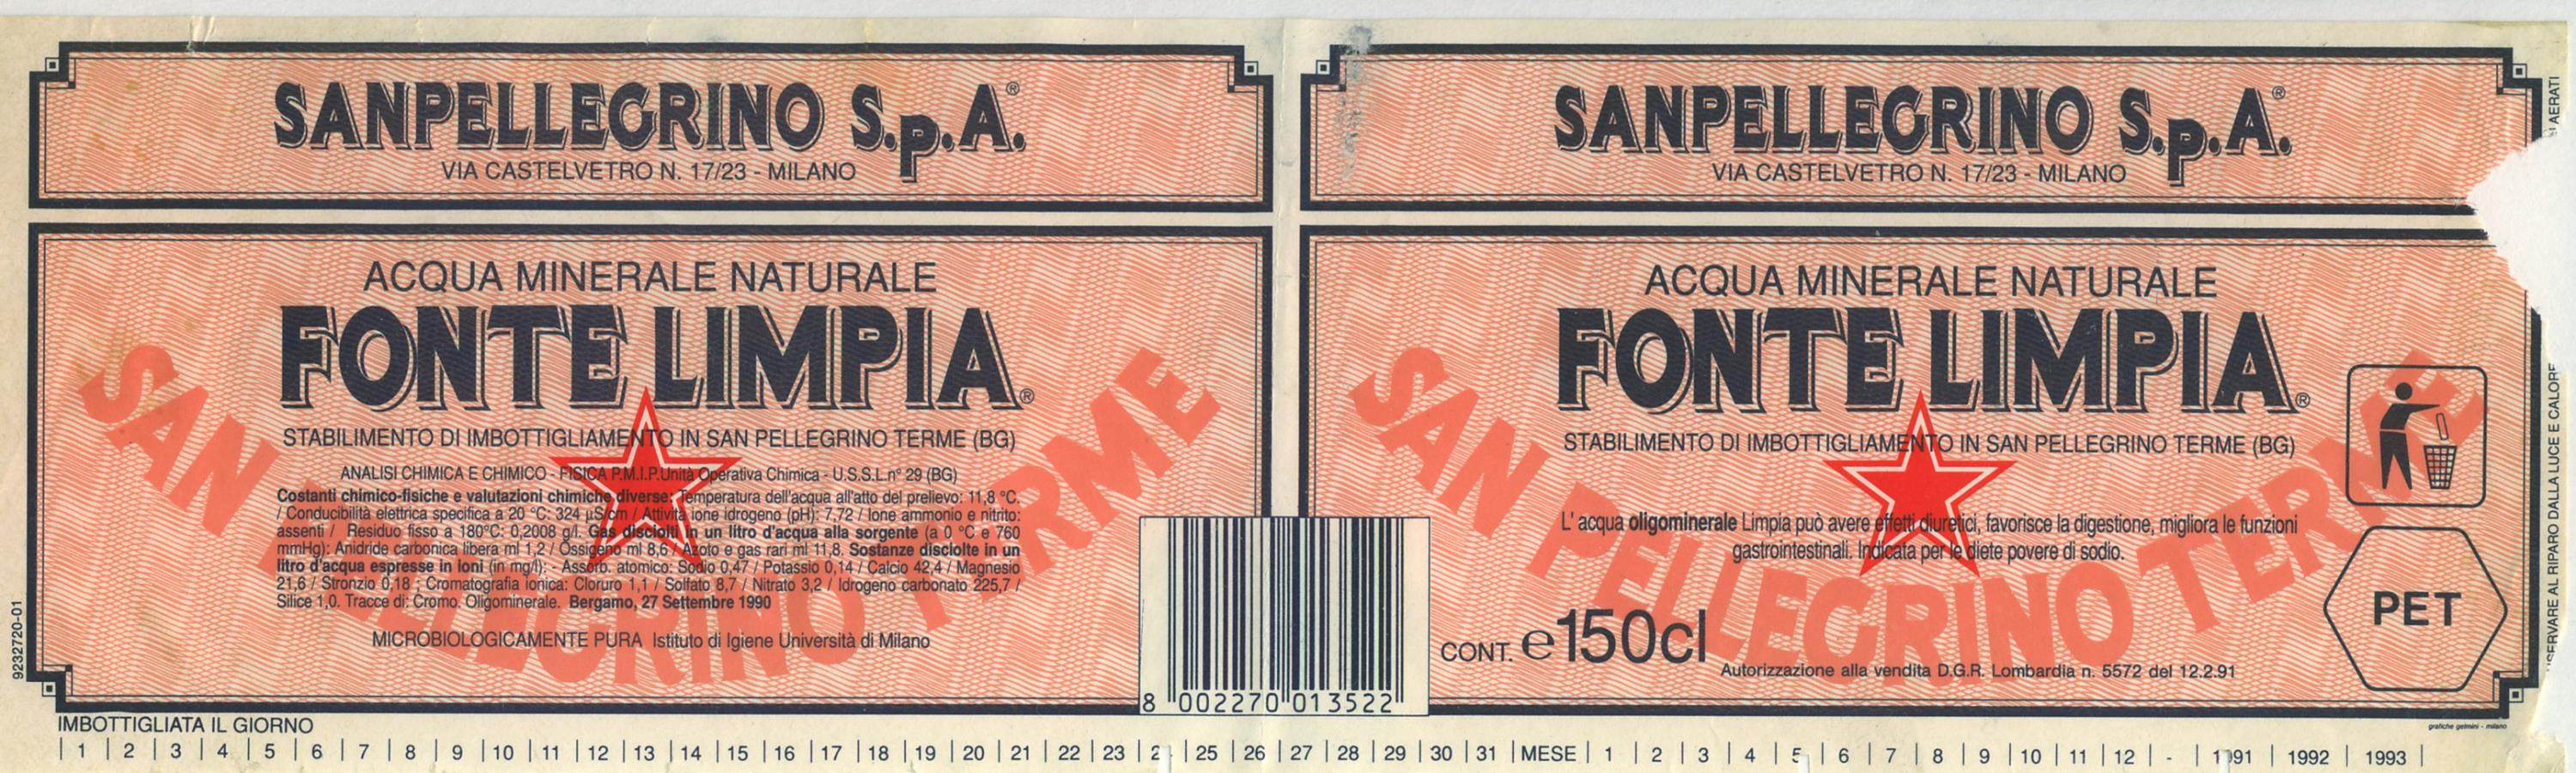 SANPELLEGRINO S.p.A.®
VIA CASTELVETRO N. 17/23 - MILANO
ACQUA MINERALE NATURALE
FONTE LIMPIA®
STABILIMENTO DI IMBOTTIGLIAMENTO IN SAN PELLEGRINO TERME (BG)
SAN PELLEGRINO TERME
ANALISI CHIMICA E CHIMICO - FISICA P.M.I.P.Unità Operativa Chimica - U.S.S.L.n° 29 (BG)
Costanti chimico-fisiche e valutazioni chimiche diverse: Temperatura dell'acqua all'atto del prelievo: 11,8 °C.
/ Conducibilità elettrica specifica a 20 °C: 324 µS/cm / Attività ione idrogeno (pH): 7,72 / Ione ammonio e nitrito:
assenti / Residuo fisso a 180°C: 0,2008 g/l. Gas disciolti in un litro d'acqua alla sorgente (a 0 °C e 760
mmHg): Anidride carbonica libera ml 1,2 / Ossigeno ml 8,6 / Azoto e gas rari ml 11,8. Sostanze disciolte in un
litro d'acqua espresse in ioni (in mg/l): - Assorb. atomico: Sodio 0,47 / Potassio 0,14 / Calcio 42,4 / Magnesio
21,6 / Stronzio 0,18 ; Cromatografia ionica: Cloruro 1,1 / Solfato 8,7 / Nitrato 3,2 / Idrogeno carbonato 225,7 /
Silice 1,0. Tracce di: Cromo. Oligominerale. Bergamo, 27 Settembre 1990
MICROBIOLOGICAMENTE PURA Istituto di Igiene Università di Milano
9232720-01
8 002270 013522
SANPELLEGRINO S.p.A.®
VIA CASTELVETRO N. 17/23 - MILANO
ACQUA MINERALE NATURALE
FONTE LIMPIA®
STABILIMENTO DI IMBOTTIGLIAMENTO IN SAN PELLEGRINO TERME (BG)
SAN PELLEGRINO TERME
L' acqua oligominerale Limpia può avere effetti diuretici, favorisce la digestione, migliora le funzioni
gastrointestinali. Indicata per le diete povere di sodio.
CONT. e150cl
Autorizzazione alla vendita D.G.R. Lombardia n. 5572 del 12.2.91
PET
AL RIPARO DALLA LUCE E CALORE AERATI
grafiche gelmini - milano
IMBOTTIGLIATA IL GIORNO
| 1 | 2 | 3 | 4 | 5 | 6 | 7 | 8 | 9 | 10 | 11 | 12 | 13 | 14 | 15 | 16 | 17 | 18 | 19 | 20 | 21 | 22 | 23 | 2 | 25 | 26 | 27 | 28 | 29 | 30 | 31 | MESE | 1 | 2 | 3 | 4 | 5 | 6 | 7 | 8 | 9 | 10 | 11 | 12 | - | 1991 | 1992 | 1993 |